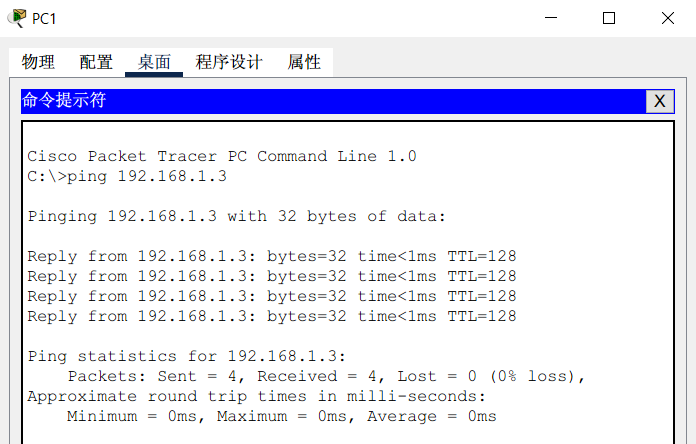 PC1
物理 配置 桌面 程序设计 属性
命令提示符 X
Cisco Packet Tracer PC Command Line 1.0
C:\>ping 192.168.1.3
Pinging 192.168.1.3 with 32 bytes of data:
Reply from 192.168.1.3: bytes=32 time<1ms TTL=128
Reply from 192.168.1.3: bytes=32 time<1ms TTL=128
Reply from 192.168.1.3: bytes=32 time<1ms TTL=128
Reply from 192.168.1.3: bytes=32 time<1ms TTL=128
Ping statistics for 192.168.1.3:
    Packets: Sent = 4, Received = 4, Lost = 0 (0% loss),
Approximate round trip times in milli-seconds:
    Minimum = 0ms, Maximum = 0ms, Average = 0ms